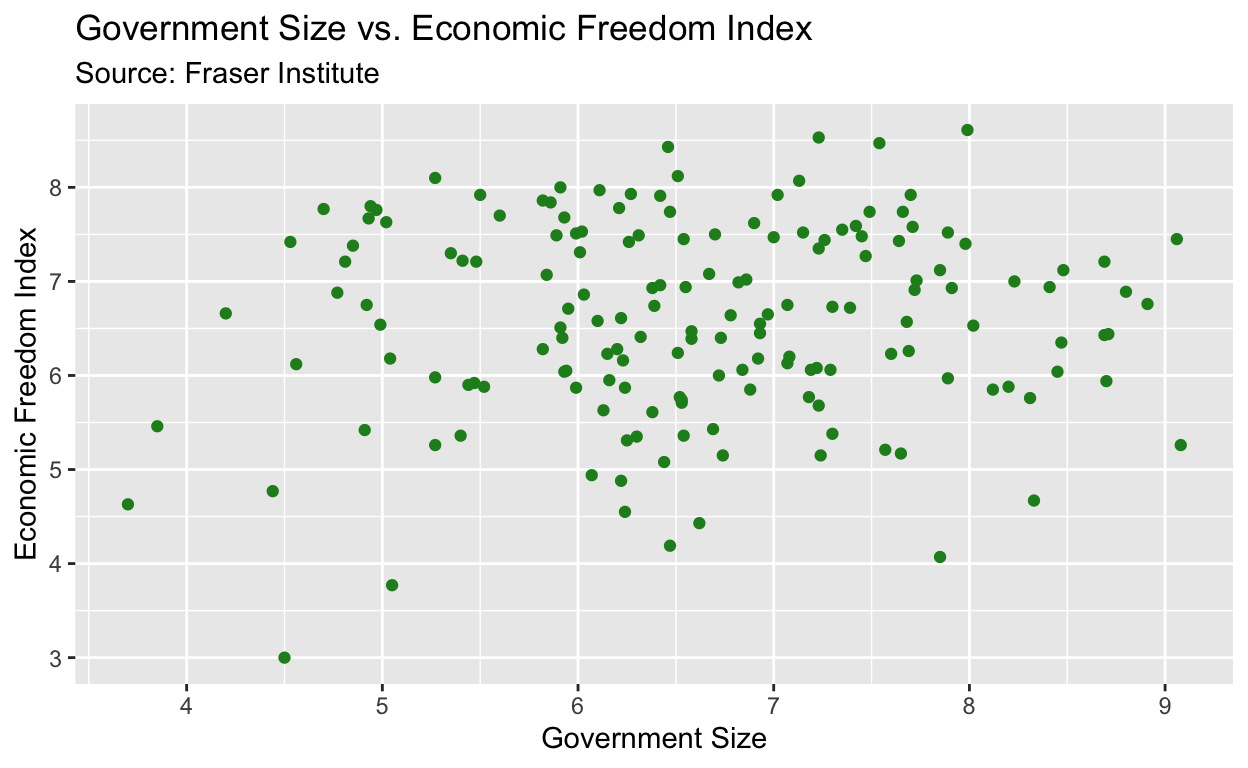 Government Size vs. Economic Freedom Index
Source: Fraser Institute
Economic Freedom Index
8
7
6
5
4
3
4 5 6 7 8 9
Government Size